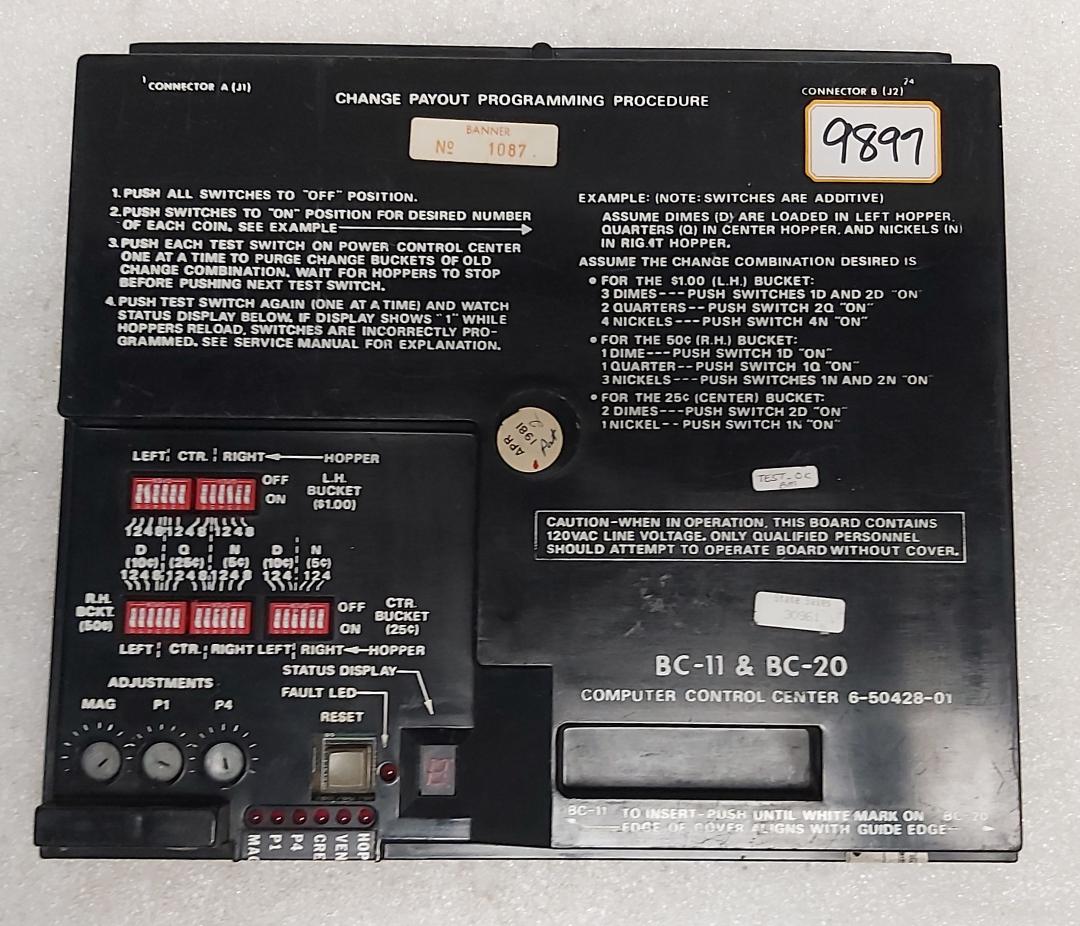 1 CONNECTOR A (J1)
CHANGE PAYOUT PROGRAMMING PROCEDURE
CONNECTOR B (J2) 74
9897
BANNER
No 1087
1. PUSH ALL SWITCHES TO "OFF" POSITION.
2. PUSH SWITCHES TO "ON" POSITION FOR DESIRED NUMBER
OF EACH COIN. SEE EXAMPLE
3. PUSH EACH TEST SWITCH ON POWER CONTROL CENTER
ONE AT A TIME TO PURGE CHANGE BUCKETS OF OLD
CHANGE COMBINATION. WAIT FOR HOPPERS TO STOP
BEFORE PUSHING NEXT TEST SWITCH.
4. PUSH TEST SWITCH AGAIN (ONE AT A TIME) AND WATCH
STATUS DISPLAY BELOW. IF DISPLAY SHOWS "1" WHILE
HOPPERS RELOAD, SWITCHES ARE INCORRECTLY PRO-
GRAMMED. SEE SERVICE MANUAL FOR EXPLANATION.
EXAMPLE: (NOTE: SWITCHES ARE ADDITIVE)
ASSUME DIMES (D) ARE LOADED IN LEFT HOPPER,
QUARTERS (Q) IN CENTER HOPPER, AND NICKELS (N)
IN RIGHT HOPPER.
ASSUME THE CHANGE COMBINATION DESIRED IS
• FOR THE $1.00 (L.H.) BUCKET:
3 DIMES---PUSH SWITCHES 1D AND 2D "ON"
2 QUARTERS--PUSH SWITCH 2Q "ON"
4 NICKELS---PUSH SWITCH 4N "ON"
• FOR THE 50¢ (R.H.) BUCKET:
1 DIME---PUSH SWITCH 1D "ON"
1 QUARTER--PUSH SWITCH 1Q "ON"
3 NICKELS---PUSH SWITCHES 1N AND 2N "ON"
• FOR THE 25¢ (CENTER) BUCKET:
2 DIMES---PUSH SWITCH 2D "ON"
1 NICKEL--PUSH SWITCH 1N "ON"
APR
1981
TEST-OK
CAUTION-WHEN IN OPERATION, THIS BOARD CONTAINS
120VAC LINE VOLTAGE. ONLY QUALIFIED PERSONNEL
SHOULD ATTEMPT TO OPERATE BOARD WITHOUT COVER.
State Sales
30961
BC-11 & BC-20
COMPUTER CONTROL CENTER 6-50428-01
BC-11 TO INSERT-PUSH UNTIL WHITE MARK ON BC-20
EDGE OF COVER ALIGNS WITH GUIDE EDGE
LEFT CTR. RIGHT HOPPER
OFF
ON
L.H.
BUCKET
($1.00)
1248 1248 1248
D Q N D N
(10¢) (25¢) (5¢) (10¢) (5¢)
1248 1248 1248 124 124
R.H.
BCKT.
(50¢)
OFF
ON
CTR.
BUCKET
(25¢)
LEFT CTR. RIGHT LEFT RIGHT HOPPER
STATUS DISPLAY
FAULT LED
RESET
ADJUSTMENTS
MAG P1 P4
MAG P1 P4 CRE VEN HOP